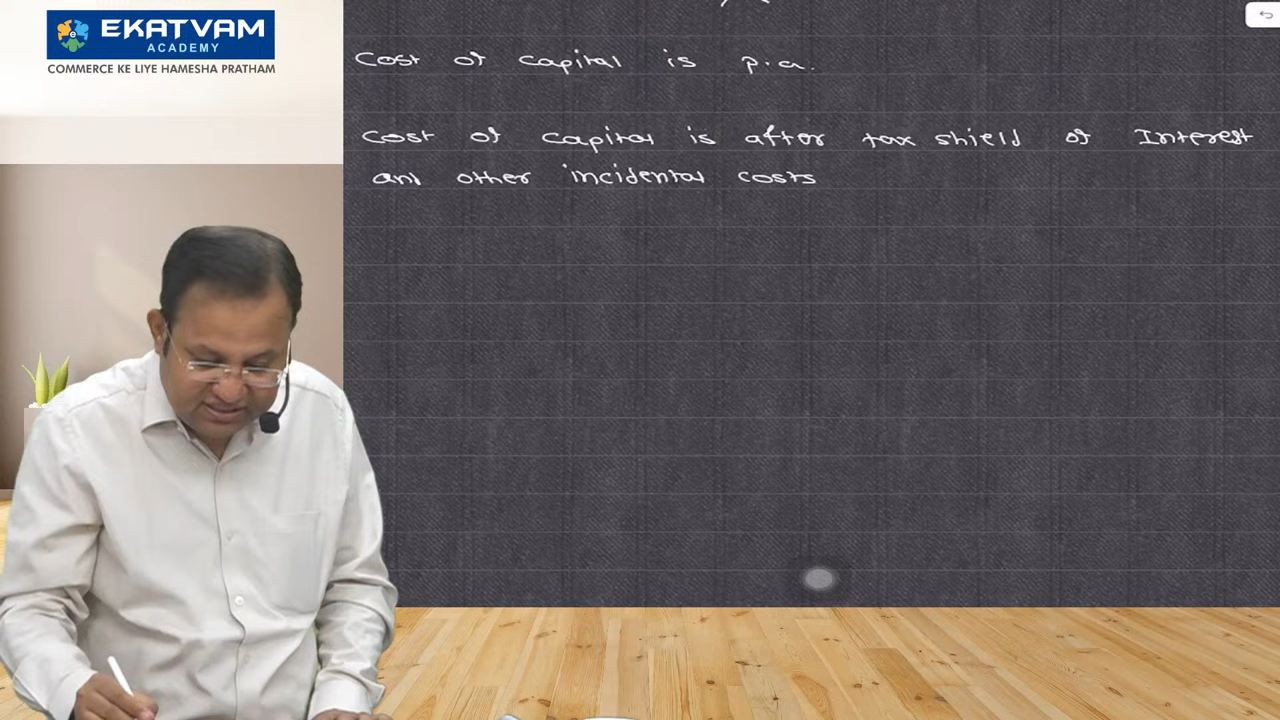 EKATVAM
ACADEMY
COMMERCE KE LIYE HAMESHA PRATHAM
Cost of capital is p.a.
Cost of capital is after tax shield of Interest
and other incidental costs